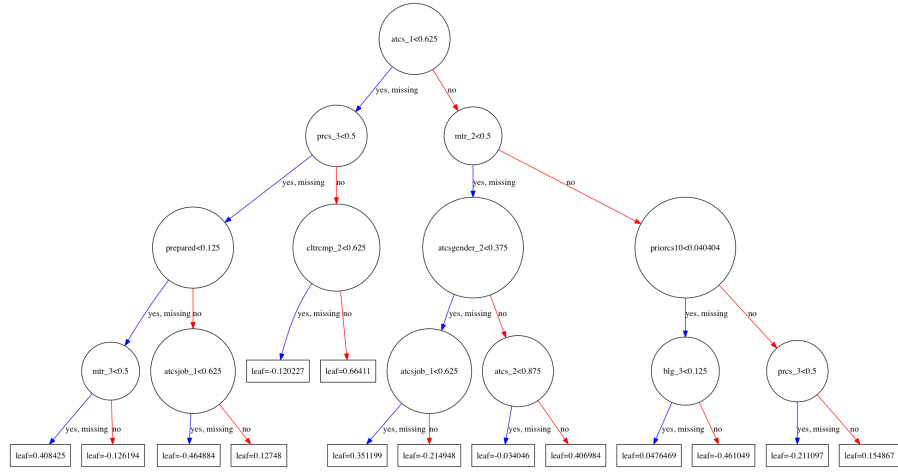 atcs_1<0.625
yes, missing
no
prcs_3<0.5
mtr_2<0.5
yes, missing
no
yes, missing
no
prepared<0.125
cltrcmp_2<0.625
atcsgender_2<0.375
priorcs10<0.040404
yes, missing
no
yes, missing
no
yes, missing
no
yes, missing
no
mtr_3<0.5
atcsjob_1<0.625
leaf=-0.120227
leaf=0.66411
atcsjob_1<0.625
atcs_2<0.875
blg_3<0.125
prcs_3<0.5
yes, missing
no
yes, missing
no
yes, missing
no
yes, missing
no
yes, missing
no
yes, missing
no
leaf=0.408425
leaf=-0.126194
leaf=-0.464884
leaf=0.12748
leaf=0.351199
leaf=-0.214948
leaf=-0.034046
leaf=0.406984
leaf=0.0476469
leaf=-0.461049
leaf=-0.211097
leaf=0.154867